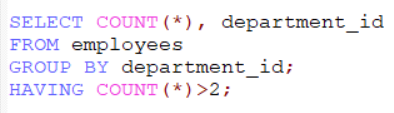 SELECT COUNT(*), department_id
FROM employees
GROUP BY department_id;
HAVING COUNT(*)>2;